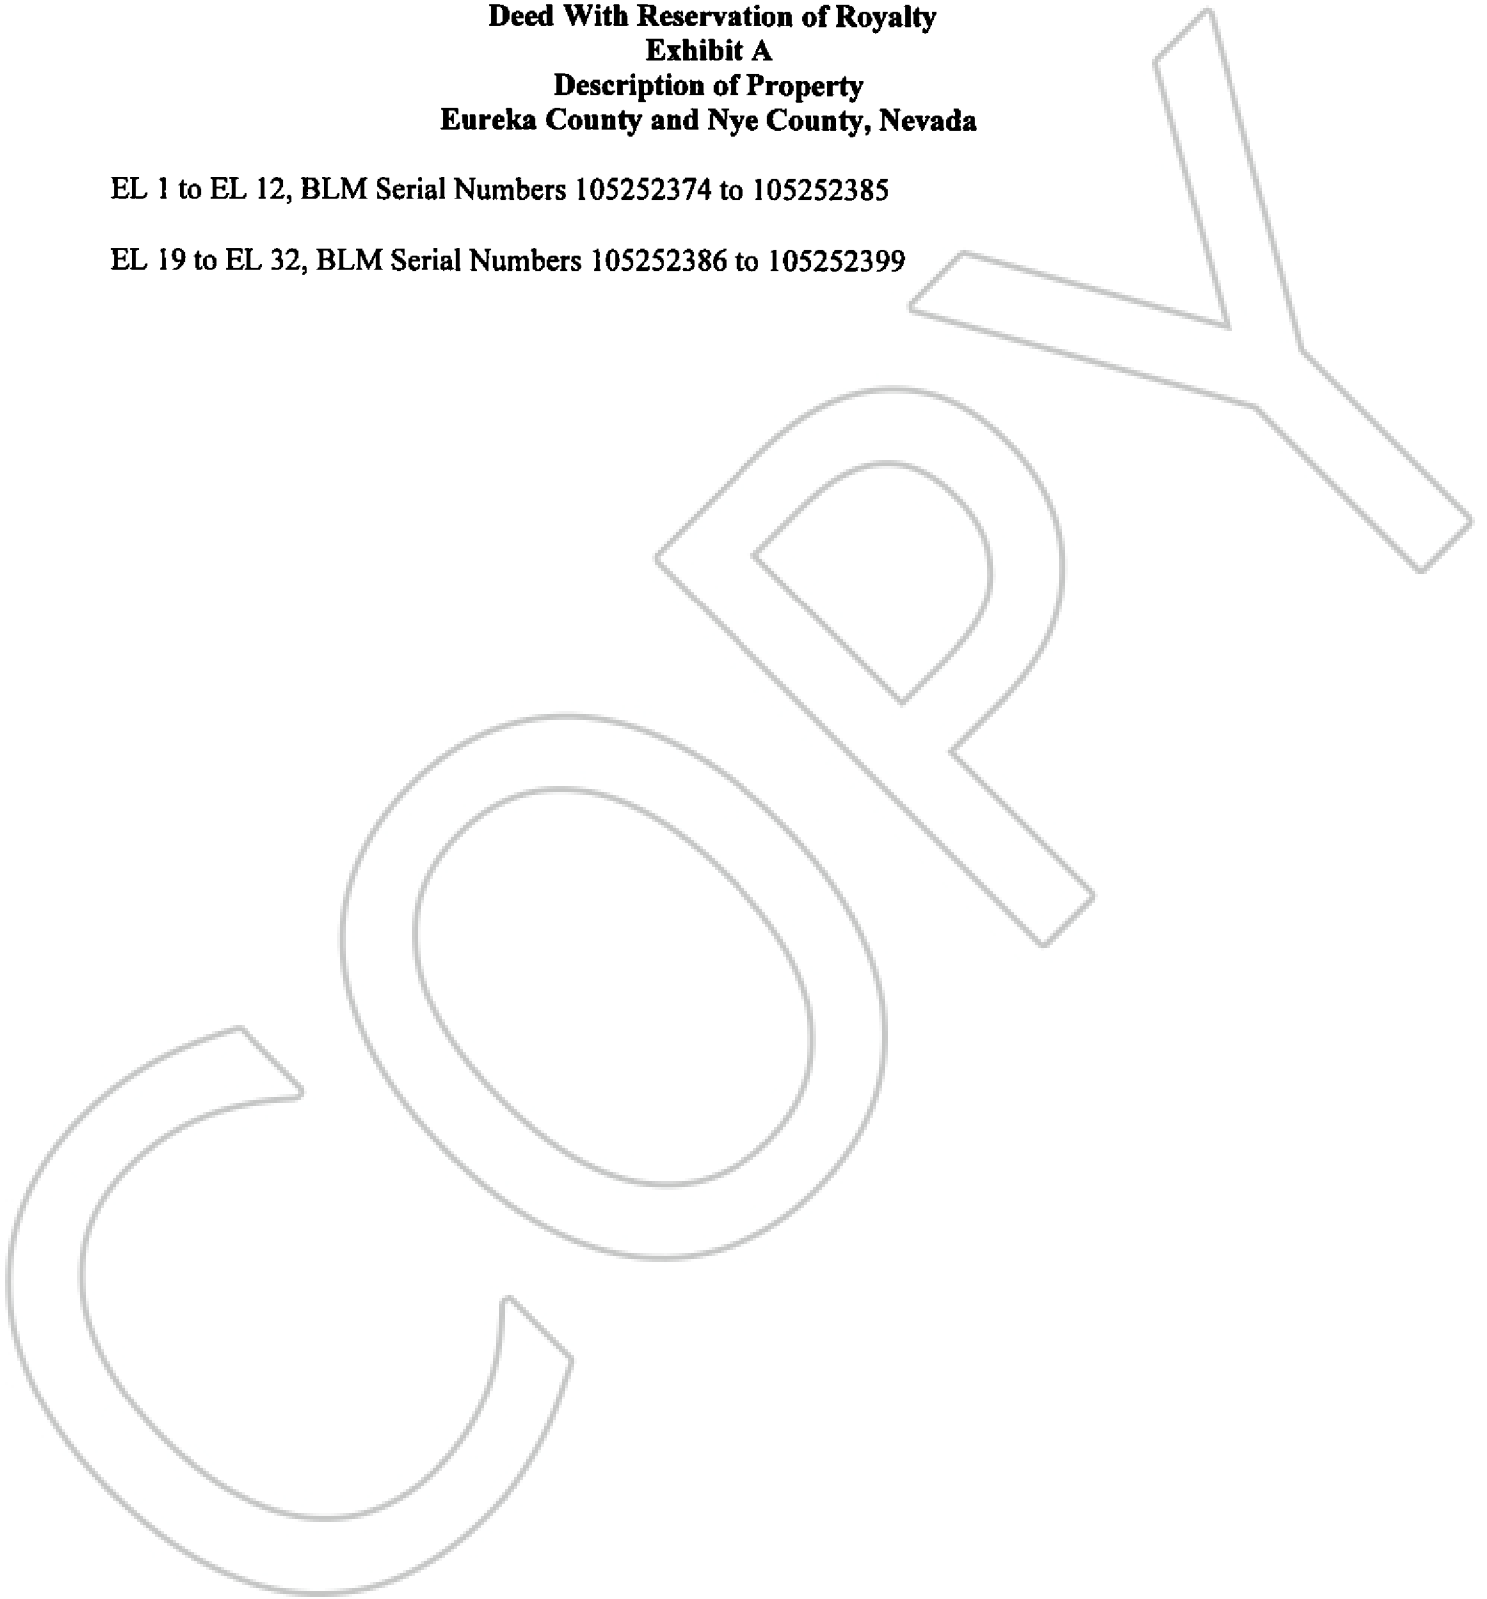 Deed With Reservation of Royalty
Exhibit A
Description of Property
Eureka County and Nye County, Nevada
EL 1 to EL 12, BLM Serial Numbers 105252374 to 105252385
EL 19 to EL 32, BLM Serial Numbers 105252386 to 105252399
COPY